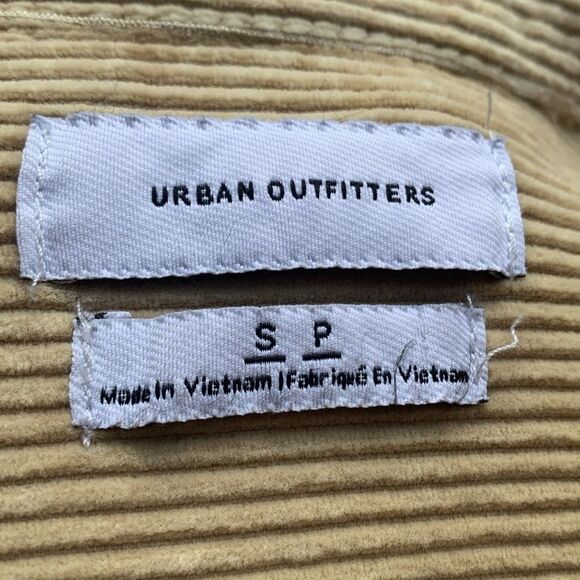 URBAN OUTFITTERS
S P
Made In Vietnam | Fabriqué En Vietnam